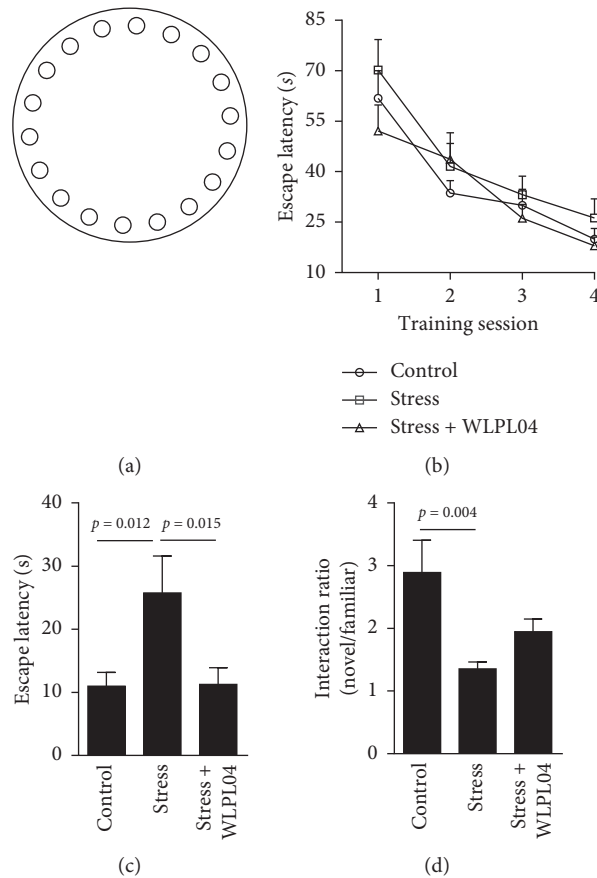 (a)
Escape latency (s)
85
70
55
40
25
10
1 2 3 4
Training session
Control
Stress
Stress + WLPL04
(b)
Escape latency (s)
40
30
20
10
0
p = 0.012
p = 0.015
Control
Stress
Stress +
WLPL04
(c)
Interaction ratio
(novel/familiar)
4
3
2
1
0
p = 0.004
Control
Stress
Stress +
WLPL04
(d)